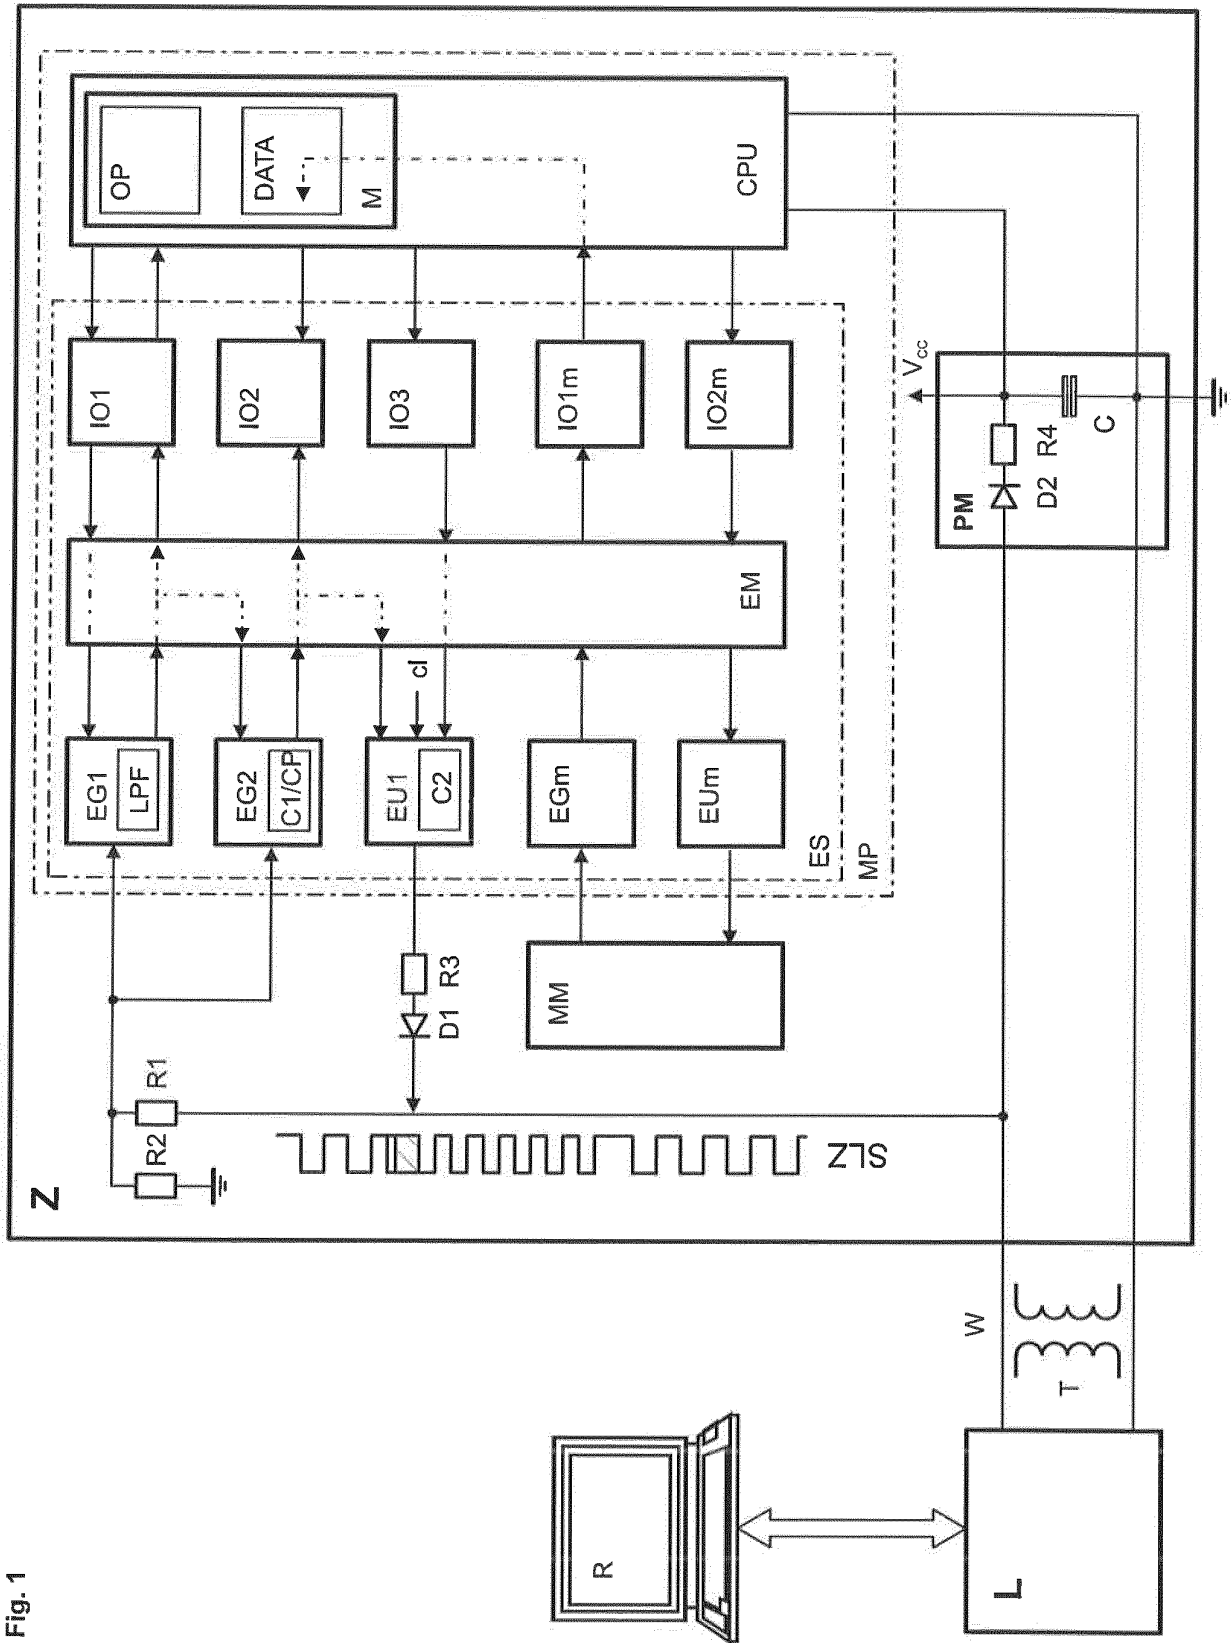 Fig. 1
R
L
T
W
Z
R2
R1
SLZ
D1
R3
MM
EG1
LPF
EG2
C1/CP
EU1
C2
cl
EGm
EUm
ES
MP
EM
IO1
IO2
IO3
IO1m
IO2m
OP
DATA
M
CPU
PM
D2
R4
C
Vcc